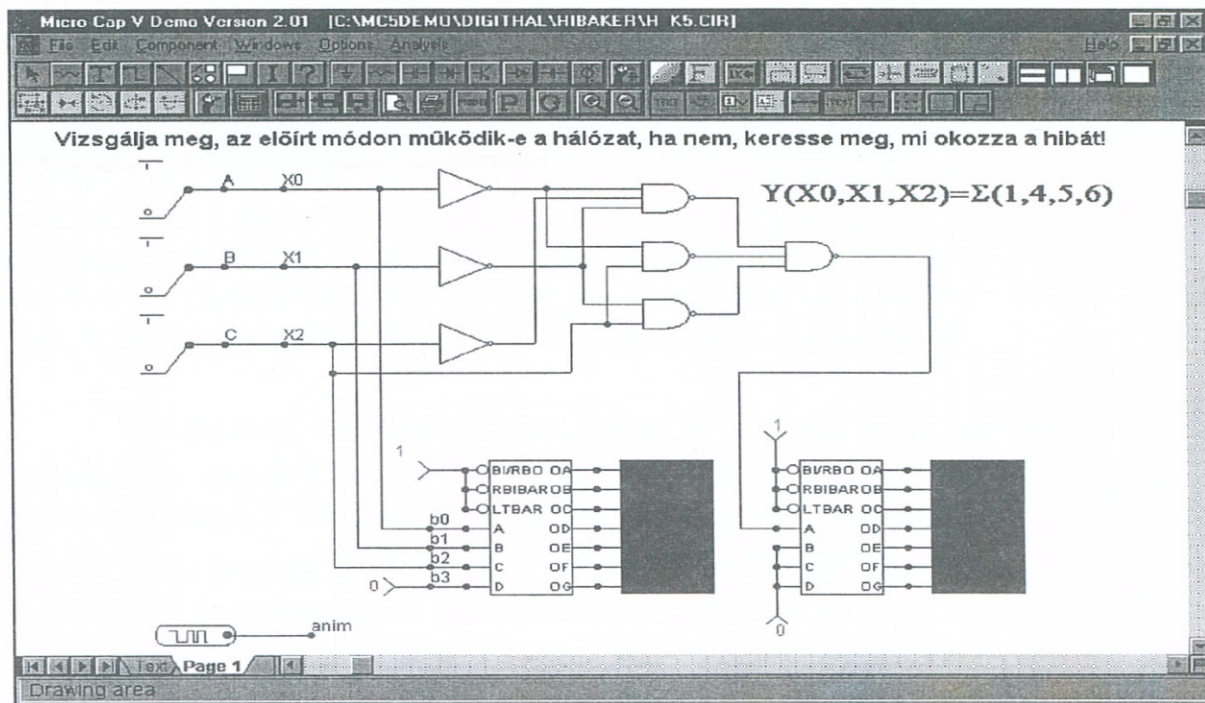 Micro Cap V Demo Version 2.01 [C:\MC5DEMO\DIGITHAL\HIBAKER\H K5.CIR]
File Edit Component Windows Options Analysis Help
Vizsgálja meg, az előírt módon működik-e a hálózat, ha nem, keresse meg, mi okozza a hibát!
A X0
Y(X0,X1,X2)=Σ(1,4,5,6)
B X1
C X2
1
1
BI/RBO OA
RBIBAR OB
LTBAR OC
b0 A OD
b1 B OE
b2 C OF
0 b3 D OG
BI/RBO OA
RBIBAR OB
LTBAR OC
A OD
B OE
C OF
D OG
0
anim
Text Page 1
Drawing area